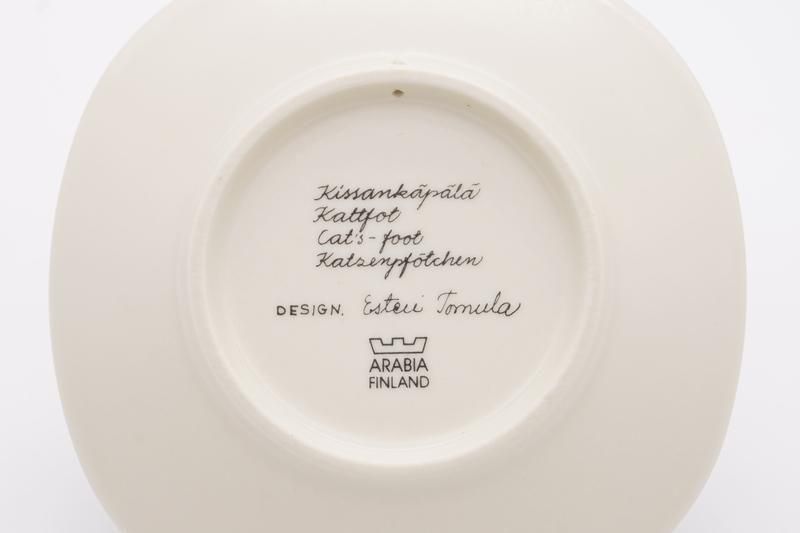 Kissankäpälä
Kattfot
Cat's-foot
Katzenpfötchen
DESIGN. Esteri Tomula
ARABIA
FINLAND